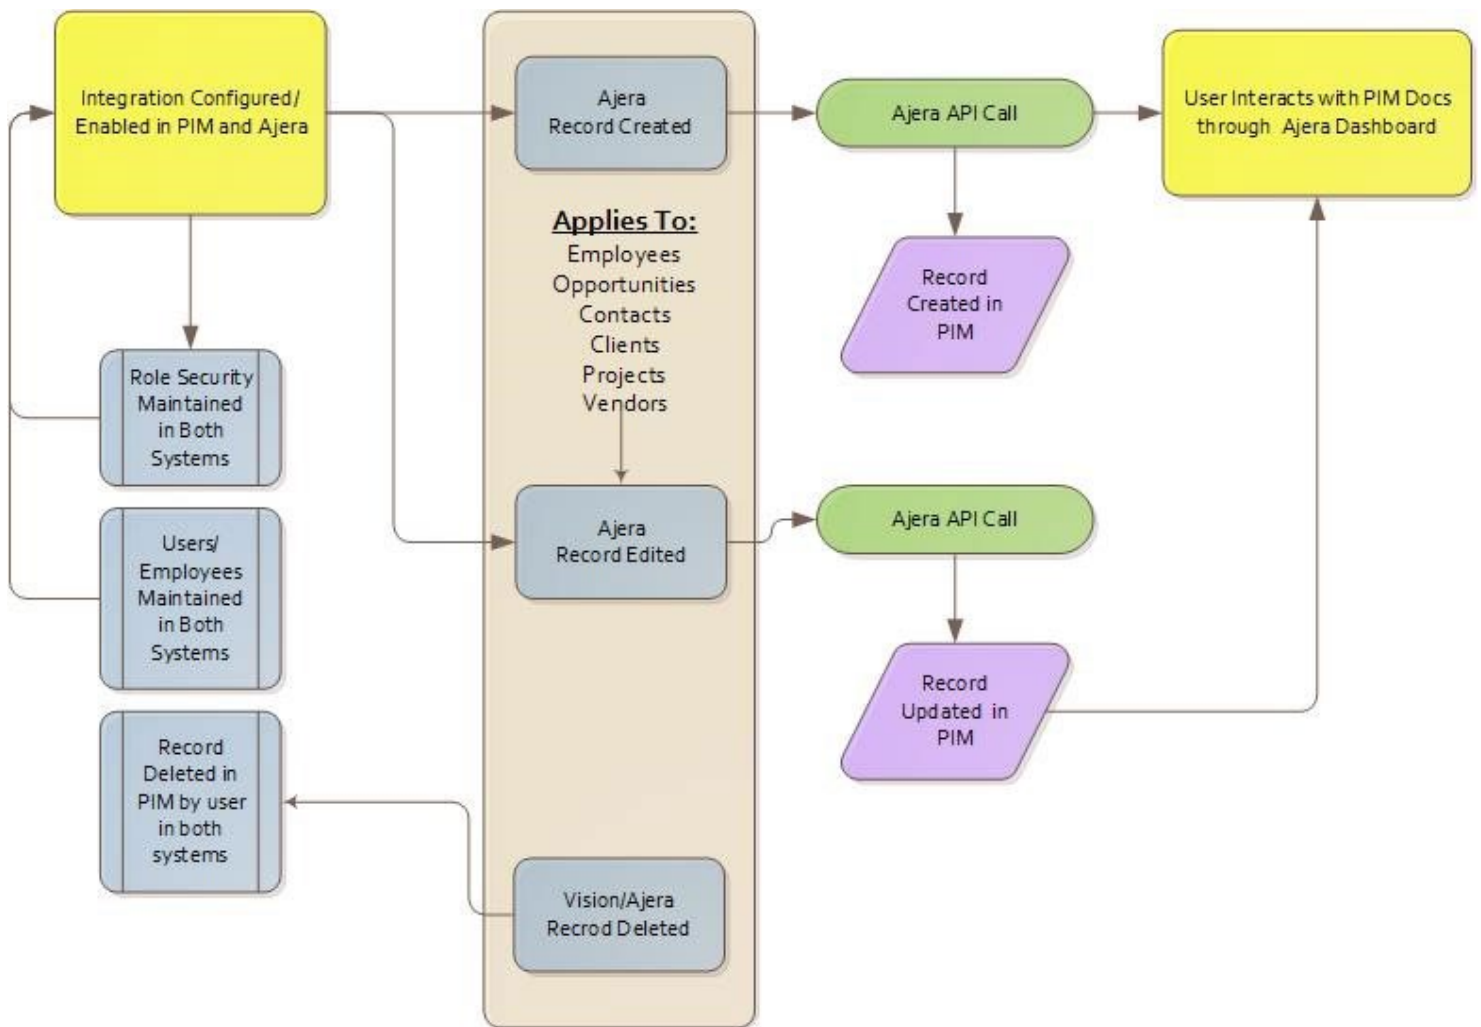 Integration Configured/
Enabled in PIM and Ajera
Ajera
Record Created
Ajera API Call
User Interacts with PIM Docs
through Ajera Dashboard
Applies To:
Employees
Opportunities
Contacts
Clients
Projects
Vendors
Record
Created in
PIM
Role Security
Maintained
in Both
Systems
Ajera
Record Edited
Ajera API Call
Users/
Employees
Maintained
in Both
Systems
Record
Updated in
PIM
Record
Deleted in
PIM by user
in both
systems
Vision/Ajera
Recrod Deleted